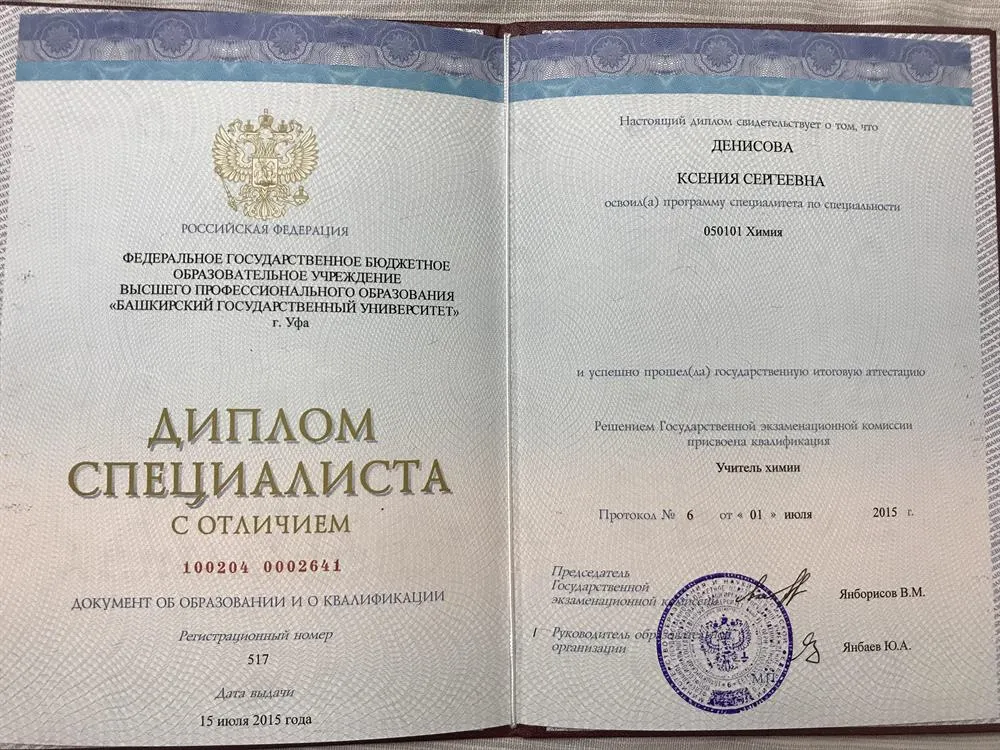 РОССИЙСКАЯ ФЕДЕРАЦИЯ
ФЕДЕРАЛЬНОЕ ГОСУДАРСТВЕННОЕ БЮДЖЕТНОЕ
ОБРАЗОВАТЕЛЬНОЕ УЧРЕЖДЕНИЕ
ВЫСШЕГО ПРОФЕССИОНАЛЬНОГО ОБРАЗОВАНИЯ
«БАШКИРСКИЙ ГОСУДАРСТВЕННЫЙ УНИВЕРСИТЕТ»
г. Уфа
ДИПЛОМ
СПЕЦИАЛИСТА
С ОТЛИЧИЕМ
100204 0002641
ДОКУМЕНТ ОБ ОБРАЗОВАНИИ И О КВАЛИФИКАЦИИ
Регистрационный номер
517
Дата выдачи
15 июля 2015 года
Настоящий диплом свидетельствует о том, что
ДЕНИСОВА
КСЕНИЯ СЕРГЕЕВНА
освоил(а) программу специалитета по специальности
050101 Химия
и успешно прошел(ла) государственную итоговую аттестацию
Решением Государственной экзаменационной комиссии
присвоена квалификация
Учитель химии
Протокол № 6 от « 01 » июля 2015 г.
Председатель
Государственной
экзаменационной комиссии Янборисов В.М.
Руководитель образовательной
организации Янбаев Ю.А.
М.П.